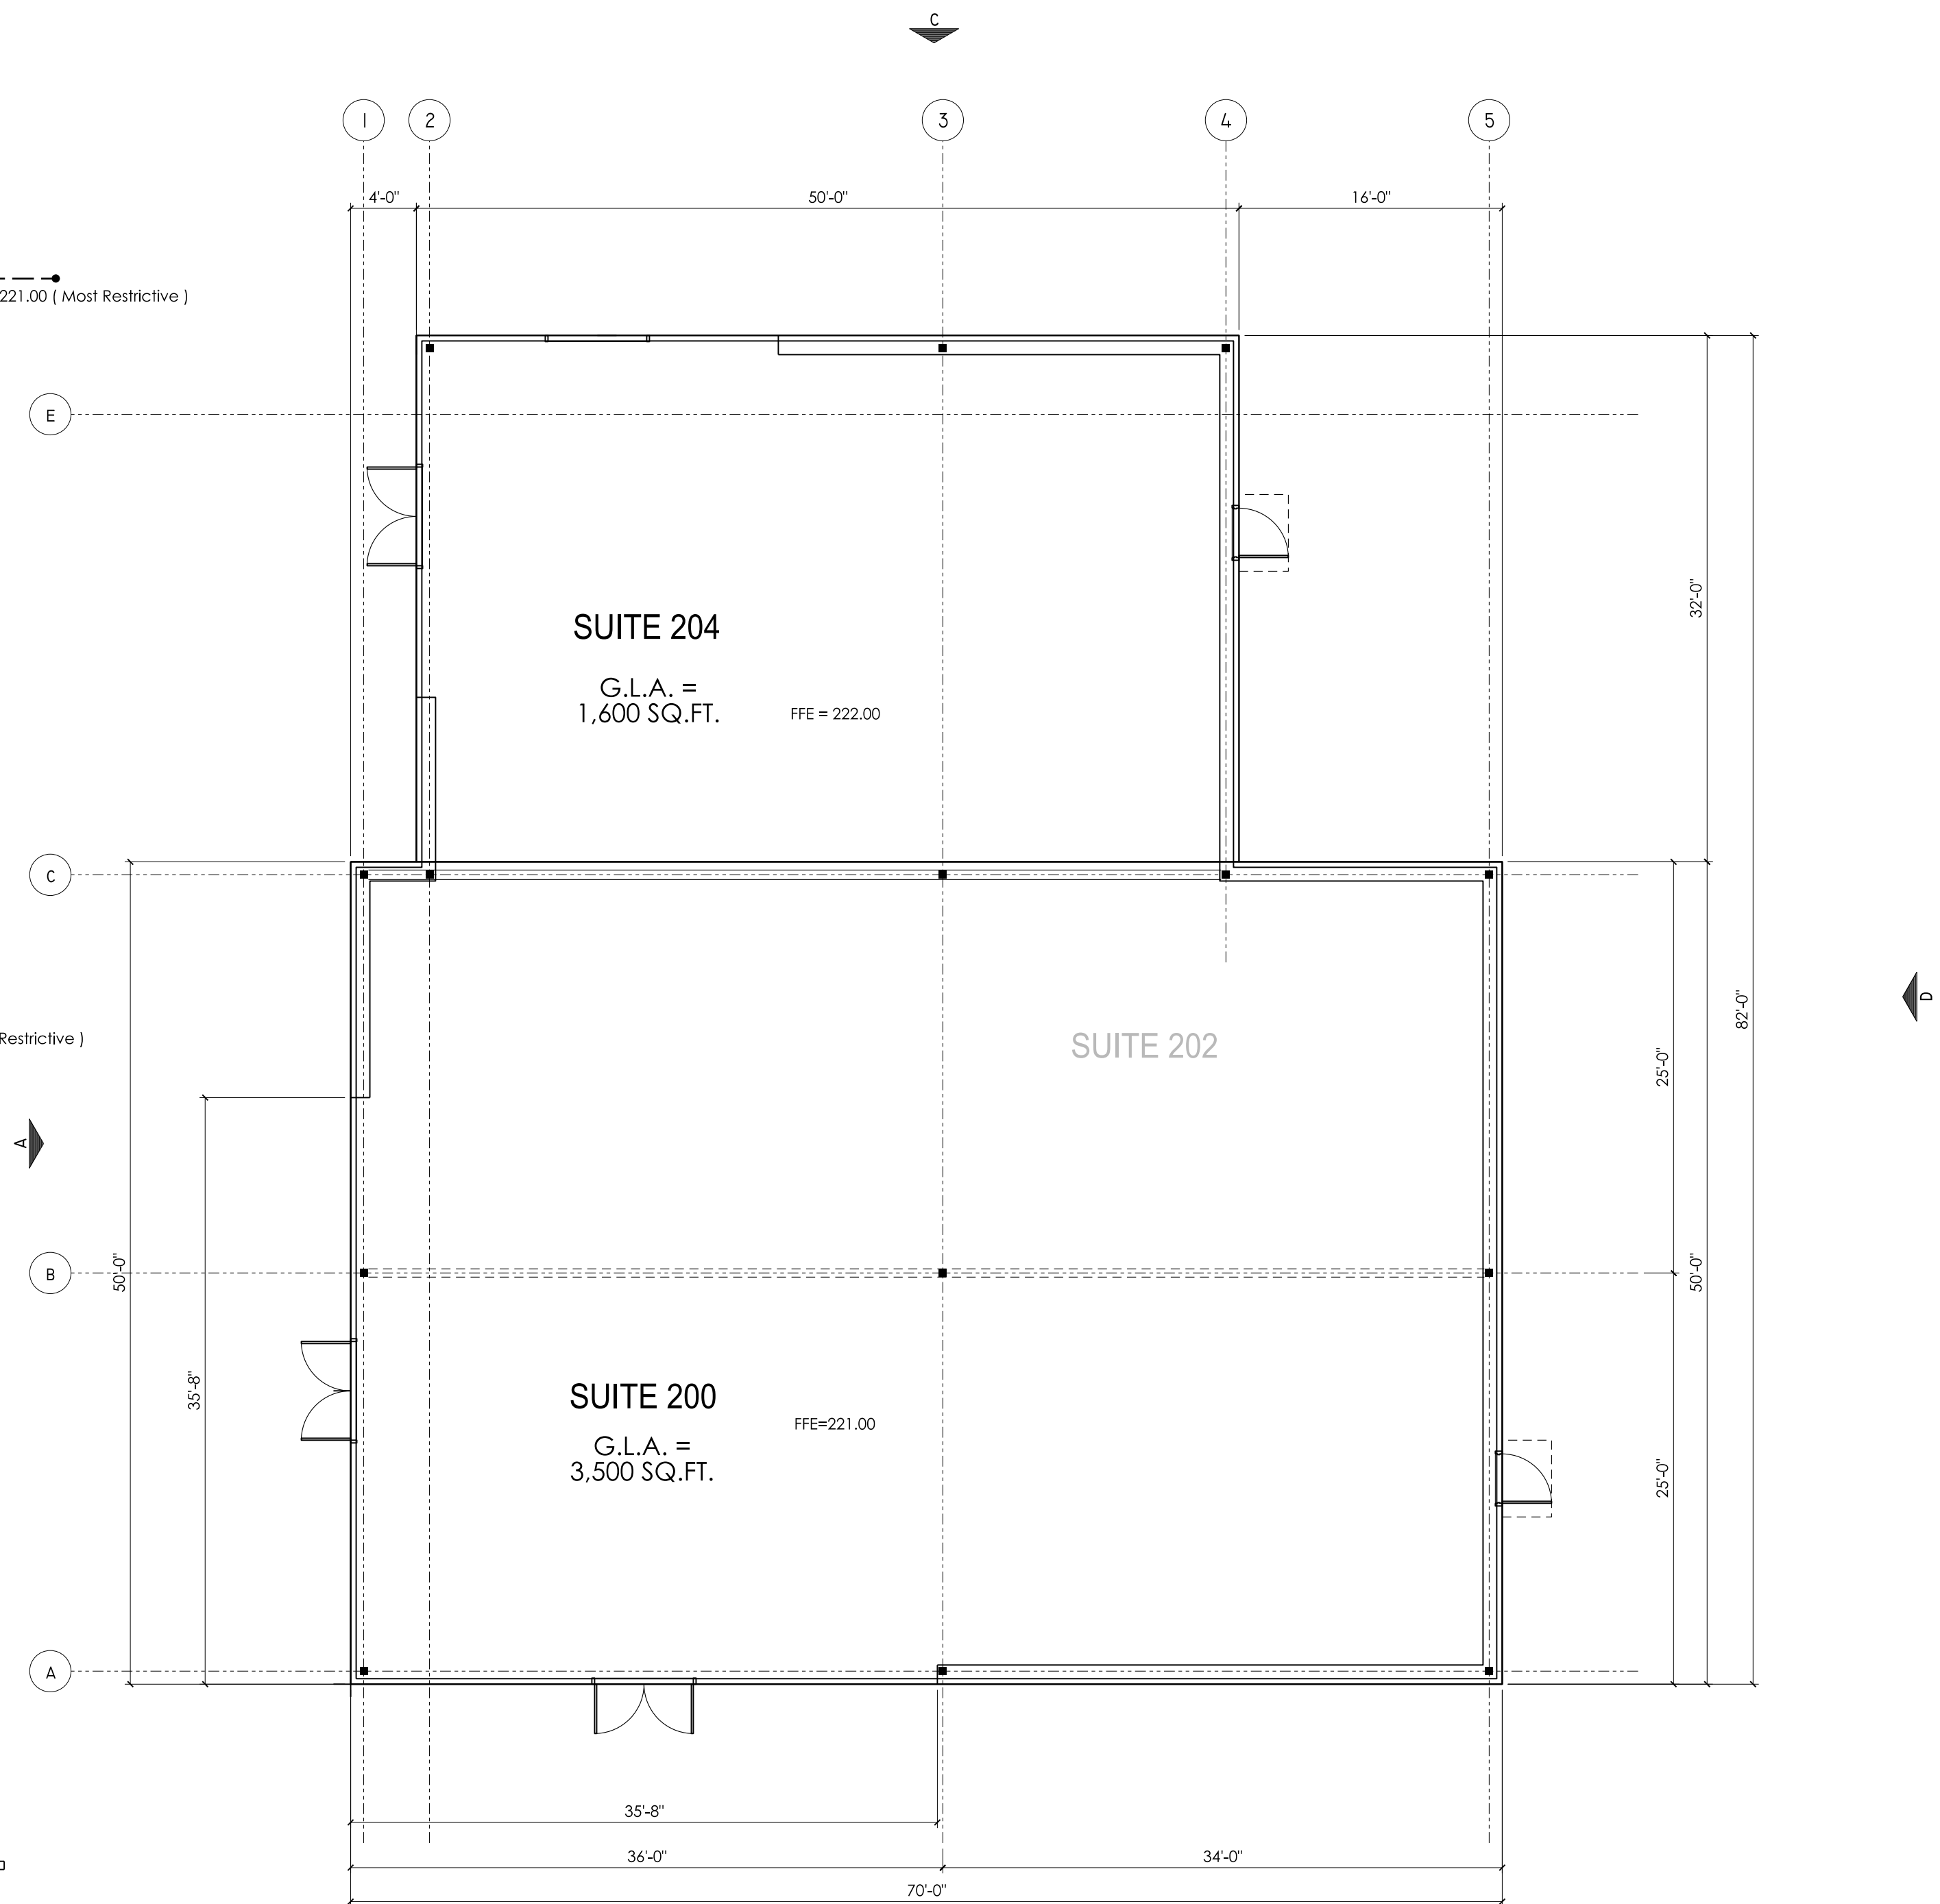 C
1 2 3 4 5
4'-0" 50'-0" 16'-0"
221.00 ( Most Restrictive )
E
32'-0"
SUITE 204
G.L.A. =
1,600 SQ.FT.
FFE = 222.00
C
82'-0"
D
SUITE 202
Restrictive )
25'-0"
A
50'-0"
B
50'-0"
35'-8"
SUITE 200
FFE=221.00
G.L.A. =
3,500 SQ.FT.
25'-0"
A
35'-8"
36'-0" 34'-0"
70'-0"